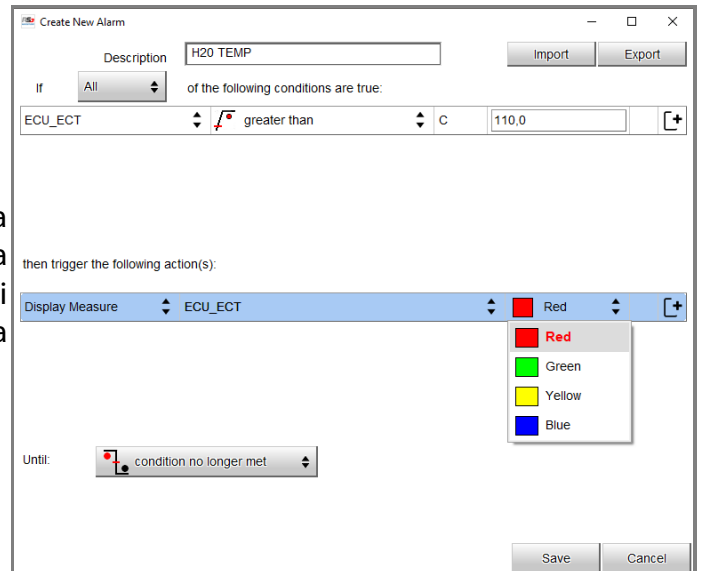 Create New Alarm
Description H20 TEMP Import Export
If All of the following conditions are true:
ECU_ECT greater than C 110,0
then trigger the following action(s):
Display Measure ECU_ECT Red
Red
Green
Yellow
Blue
Until: condition no longer met
Save Cancel
a
a
i
a